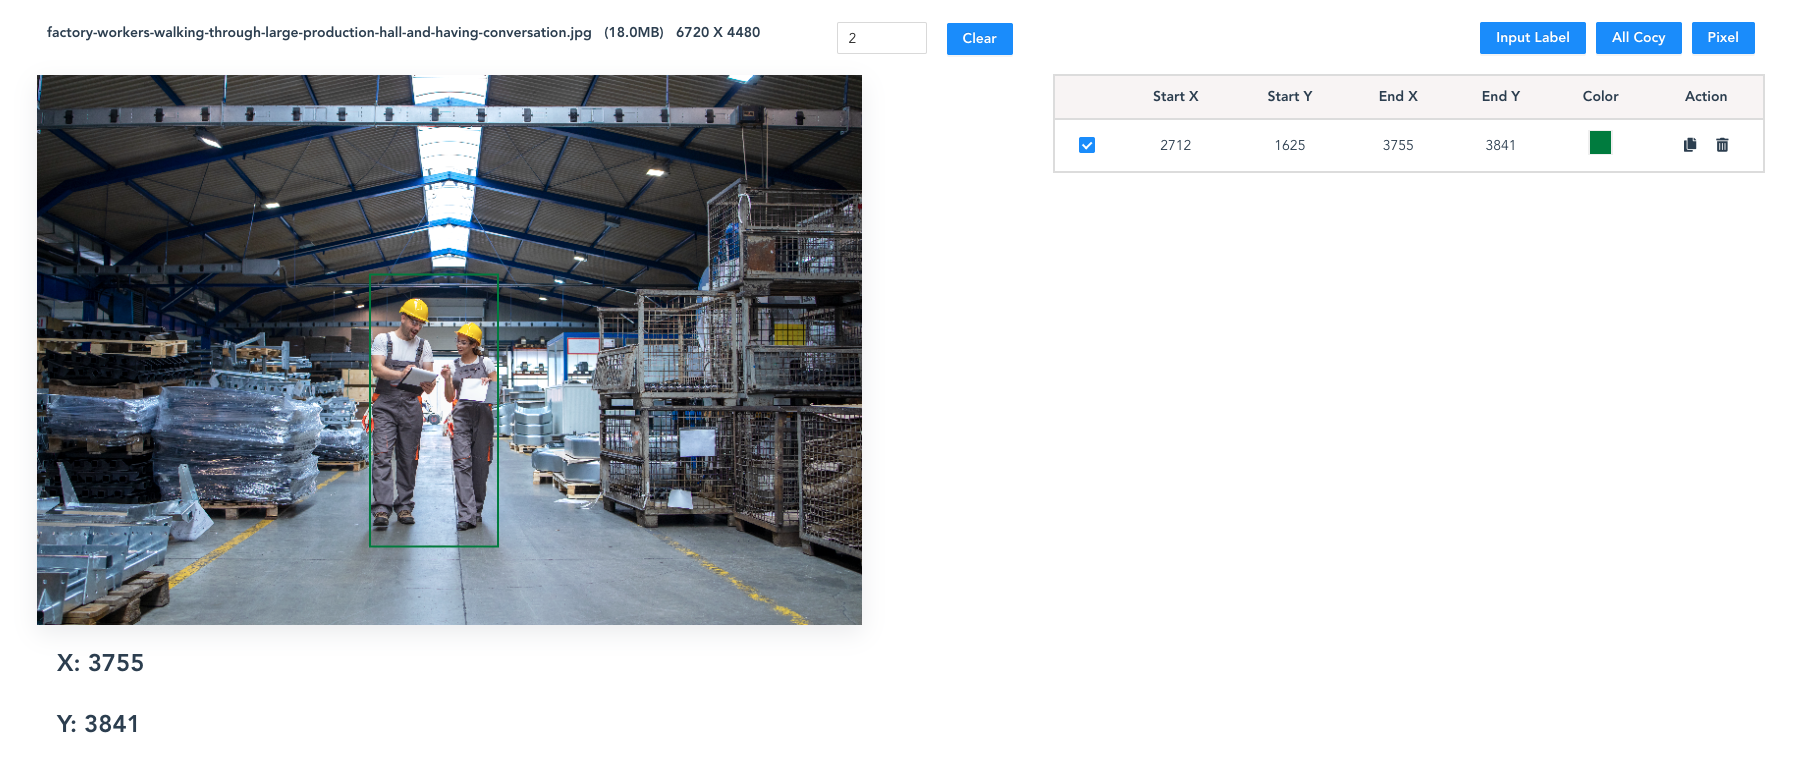 factory-workers-walking-through-large-production-hall-and-having-conversation.jpg (18.0MB) 6720 X 4480
2
Clear
Input Label
All Cocy
Pixel
Start X Start Y End X End Y Color Action
2712 1625 3755 3841
X: 3755
Y: 3841